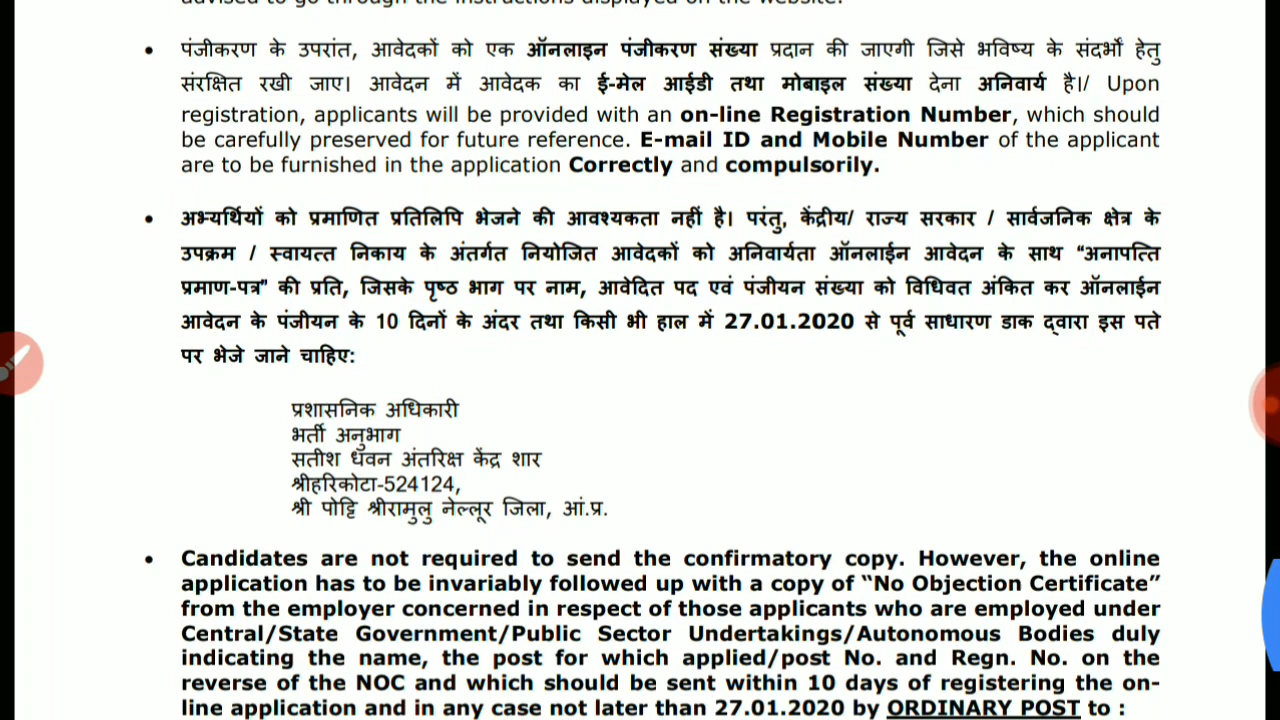 advised to go through the instructions displayed on the website.
• पंजीकरण के उपरांत, आवेदकों को एक ऑनलाइन पंजीकरण संख्या प्रदान की जाएगी जिसे भविष्य के संदर्भों हेतु
संरक्षित रखी जाए। आवेदन में आवेदक का ई-मेल आईडी तथा मोबाइल संख्या देना अनिवार्य है।/ Upon
registration, applicants will be provided with an on-line Registration Number, which should
be carefully preserved for future reference. E-mail ID and Mobile Number of the applicant
are to be furnished in the application Correctly and compulsorily.
• अभ्यर्थियों को प्रमाणित प्रतिलिपि भेजने की आवश्यकता नहीं है। परंतु, केंद्रीय/ राज्य सरकार / सार्वजनिक क्षेत्र के
उपक्रम / स्वायत्त निकाय के अंतर्गत नियोजित आवेदकों को अनिवार्यता ऑनलाईन आवेदन के साथ “अनापत्ति
प्रमाण-पत्र” की प्रति, जिसके पृष्ठ भाग पर नाम, आवेदित पद एवं पंजीयन संख्या को विधिवत अंकित कर ऑनलाईन
आवेदन के पंजीयन के 10 दिनों के अंदर तथा किसी भी हाल में 27.01.2020 से पूर्व साधारण डाक द्वारा इस पते
पर भेजे जाने चाहिए:
प्रशासनिक अधिकारी
भर्ती अनुभाग
सतीश धवन अंतरिक्ष केंद्र शार
श्रीहरिकोटा-524124,
श्री पोट्टि श्रीरामुलु नेल्लूर जिला, आं.प्र.
• Candidates are not required to send the confirmatory copy. However, the online
application has to be invariably followed up with a copy of “No Objection Certificate”
from the employer concerned in respect of those applicants who are employed under
Central/State Government/Public Sector Undertakings/Autonomous Bodies duly
indicating the name, the post for which applied/post No. and Regn. No. on the
reverse of the NOC and which should be sent within 10 days of registering the on-
line application and in any case not later than 27.01.2020 by ORDINARY POST to :